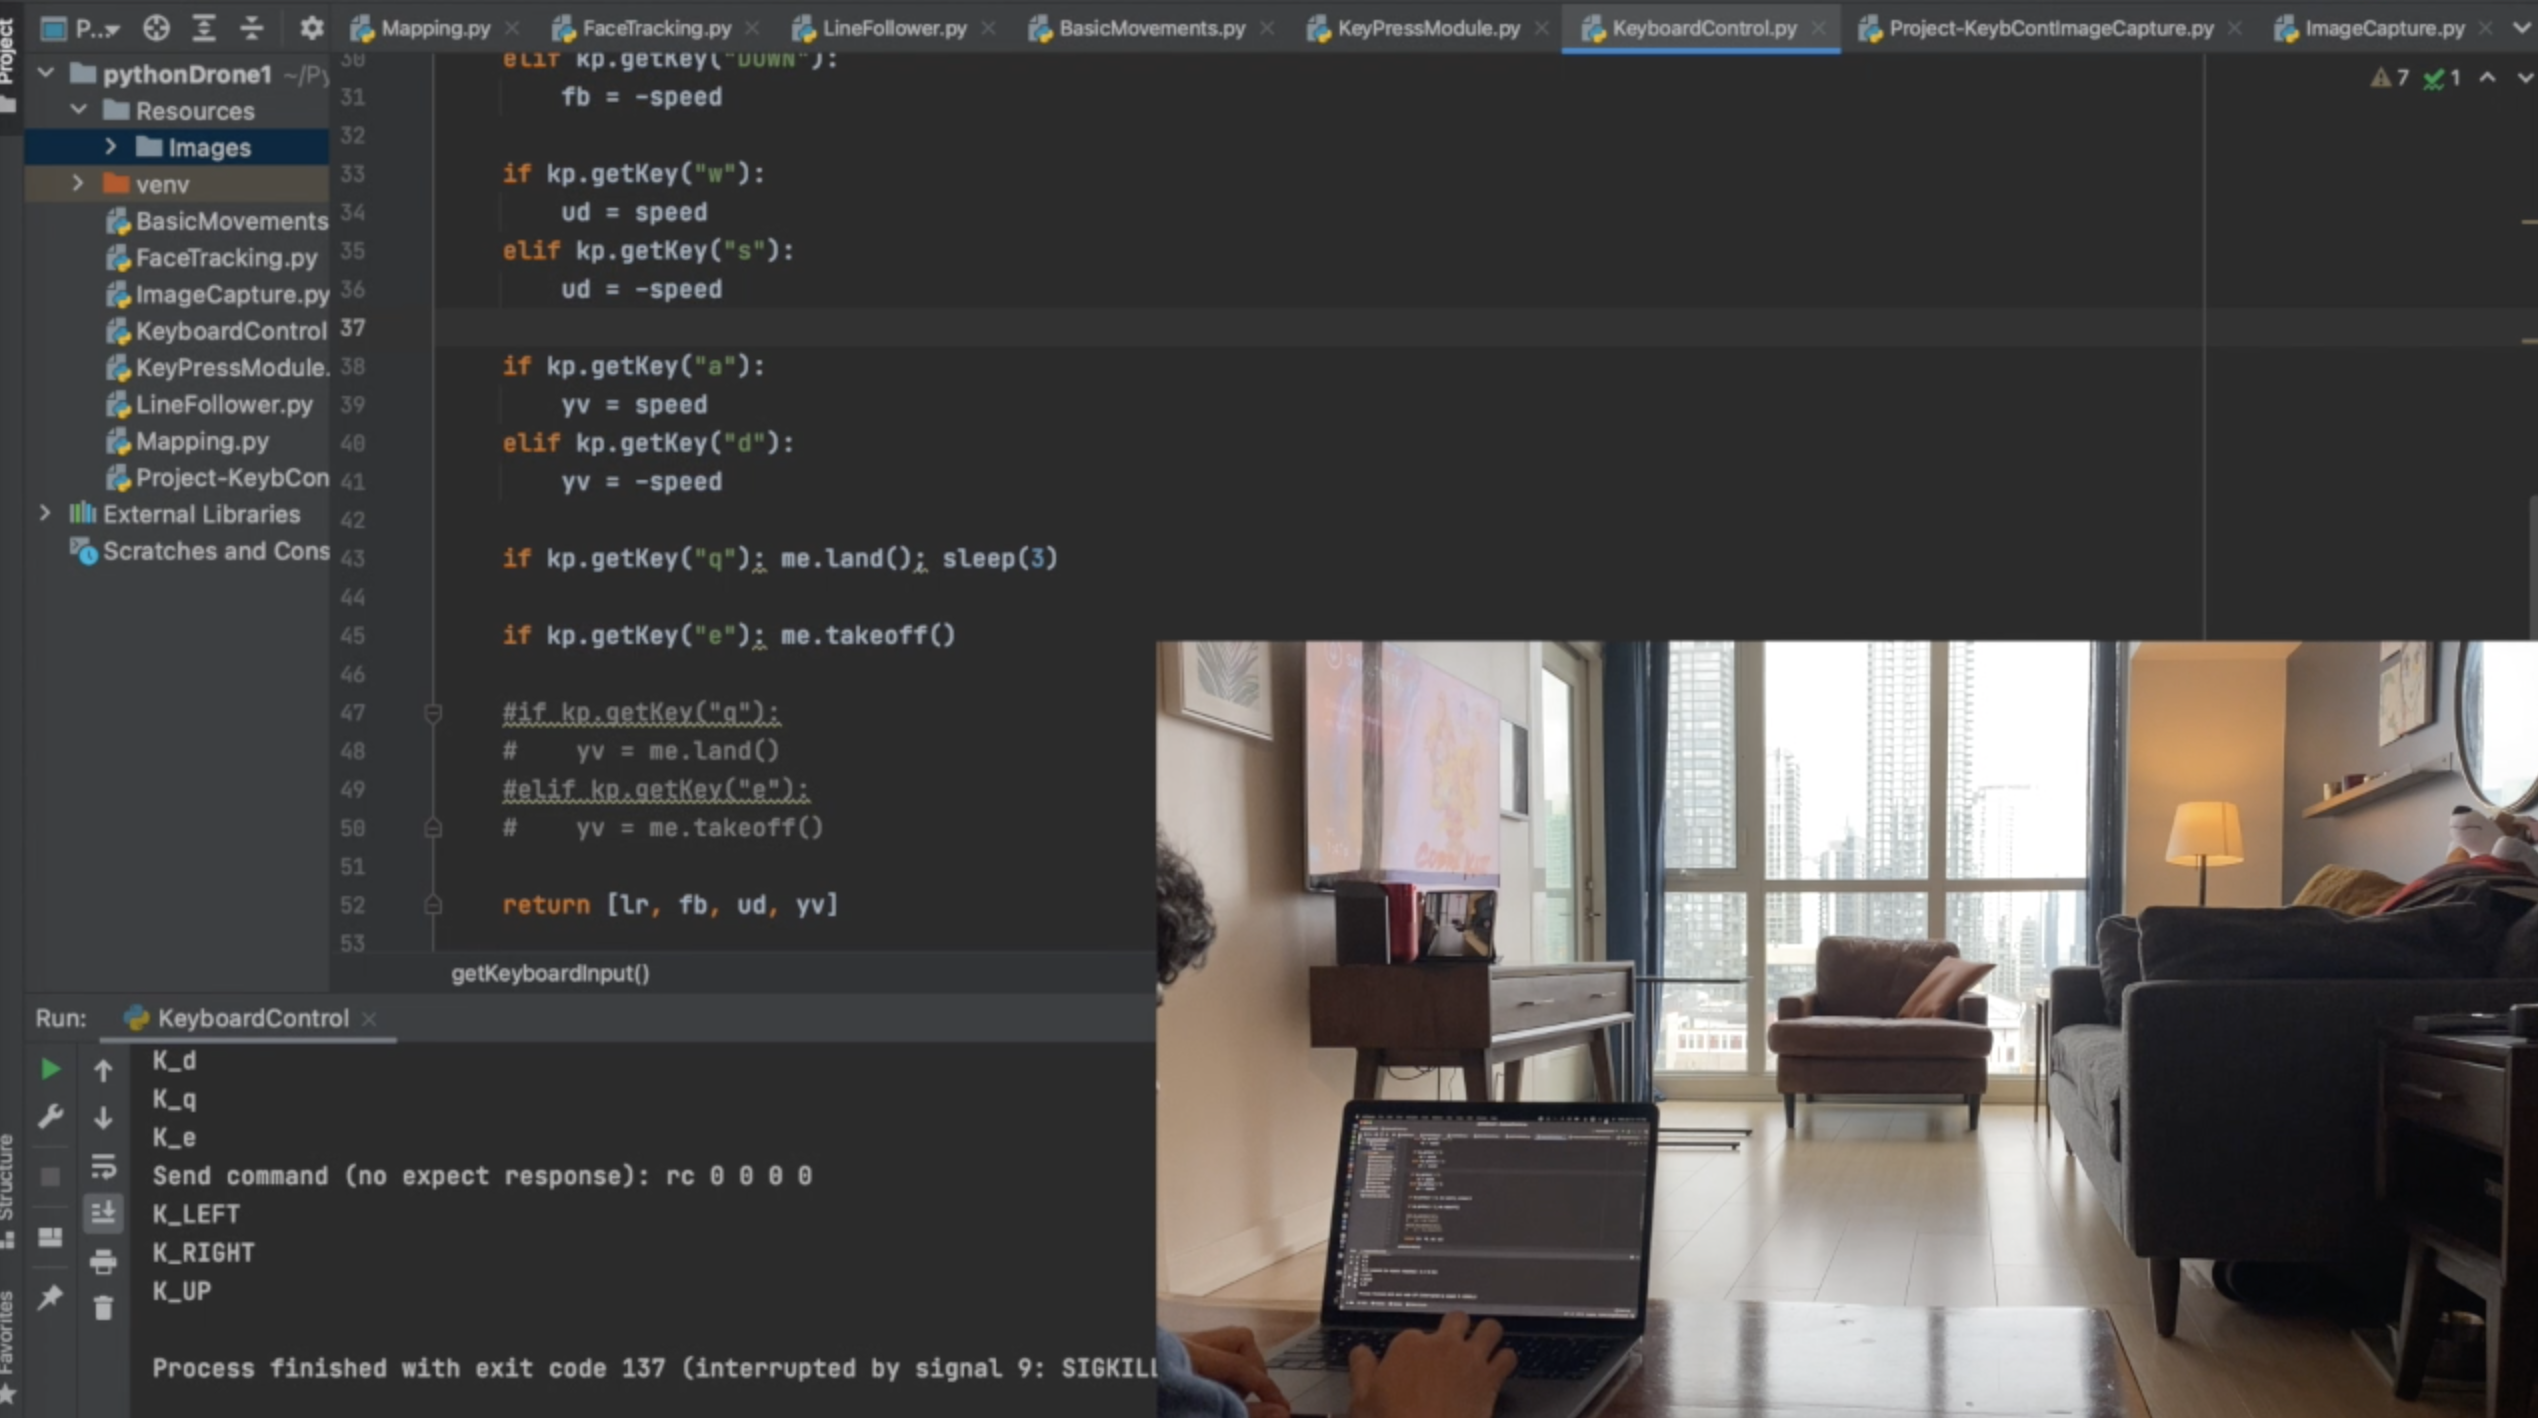 Project
P...
Mapping.py
FaceTracking.py
LineFollower.py
BasicMovements.py
KeyPressModule.py
KeyboardControl.py
Project-KeybContImageCapture.py
ImageCapture.py
pythonDrone1 ~/Py
Resources
Images
venv
BasicMovements
FaceTracking.py
ImageCapture.py
KeyboardControl
KeyPressModule.
LineFollower.py
Mapping.py
Project-KeybCon
External Libraries
Scratches and Cons
7 1
30 elif kp.getKey("DOWN"):
31 fb = -speed
32
33 if kp.getKey("w"):
34 ud = speed
35 elif kp.getKey("s"):
36 ud = -speed
37
38 if kp.getKey("a"):
39 yv = speed
40 elif kp.getKey("d"):
41 yv = -speed
42
43 if kp.getKey("q"): me.land(); sleep(3)
44
45 if kp.getKey("e"): me.takeoff()
46
47 #if kp.getKey("q"):
48 # yv = me.land()
49 #elif kp.getKey("e"):
50 # yv = me.takeoff()
51
52 return [lr, fb, ud, yv]
53
getKeyboardInput()
Run: KeyboardControl
K_d
K_q
K_e
Send command (no expect response): rc 0 0 0 0
K_LEFT
K_RIGHT
K_UP
Process finished with exit code 137 (interrupted by signal 9: SIGKILL
Structure
Favorites